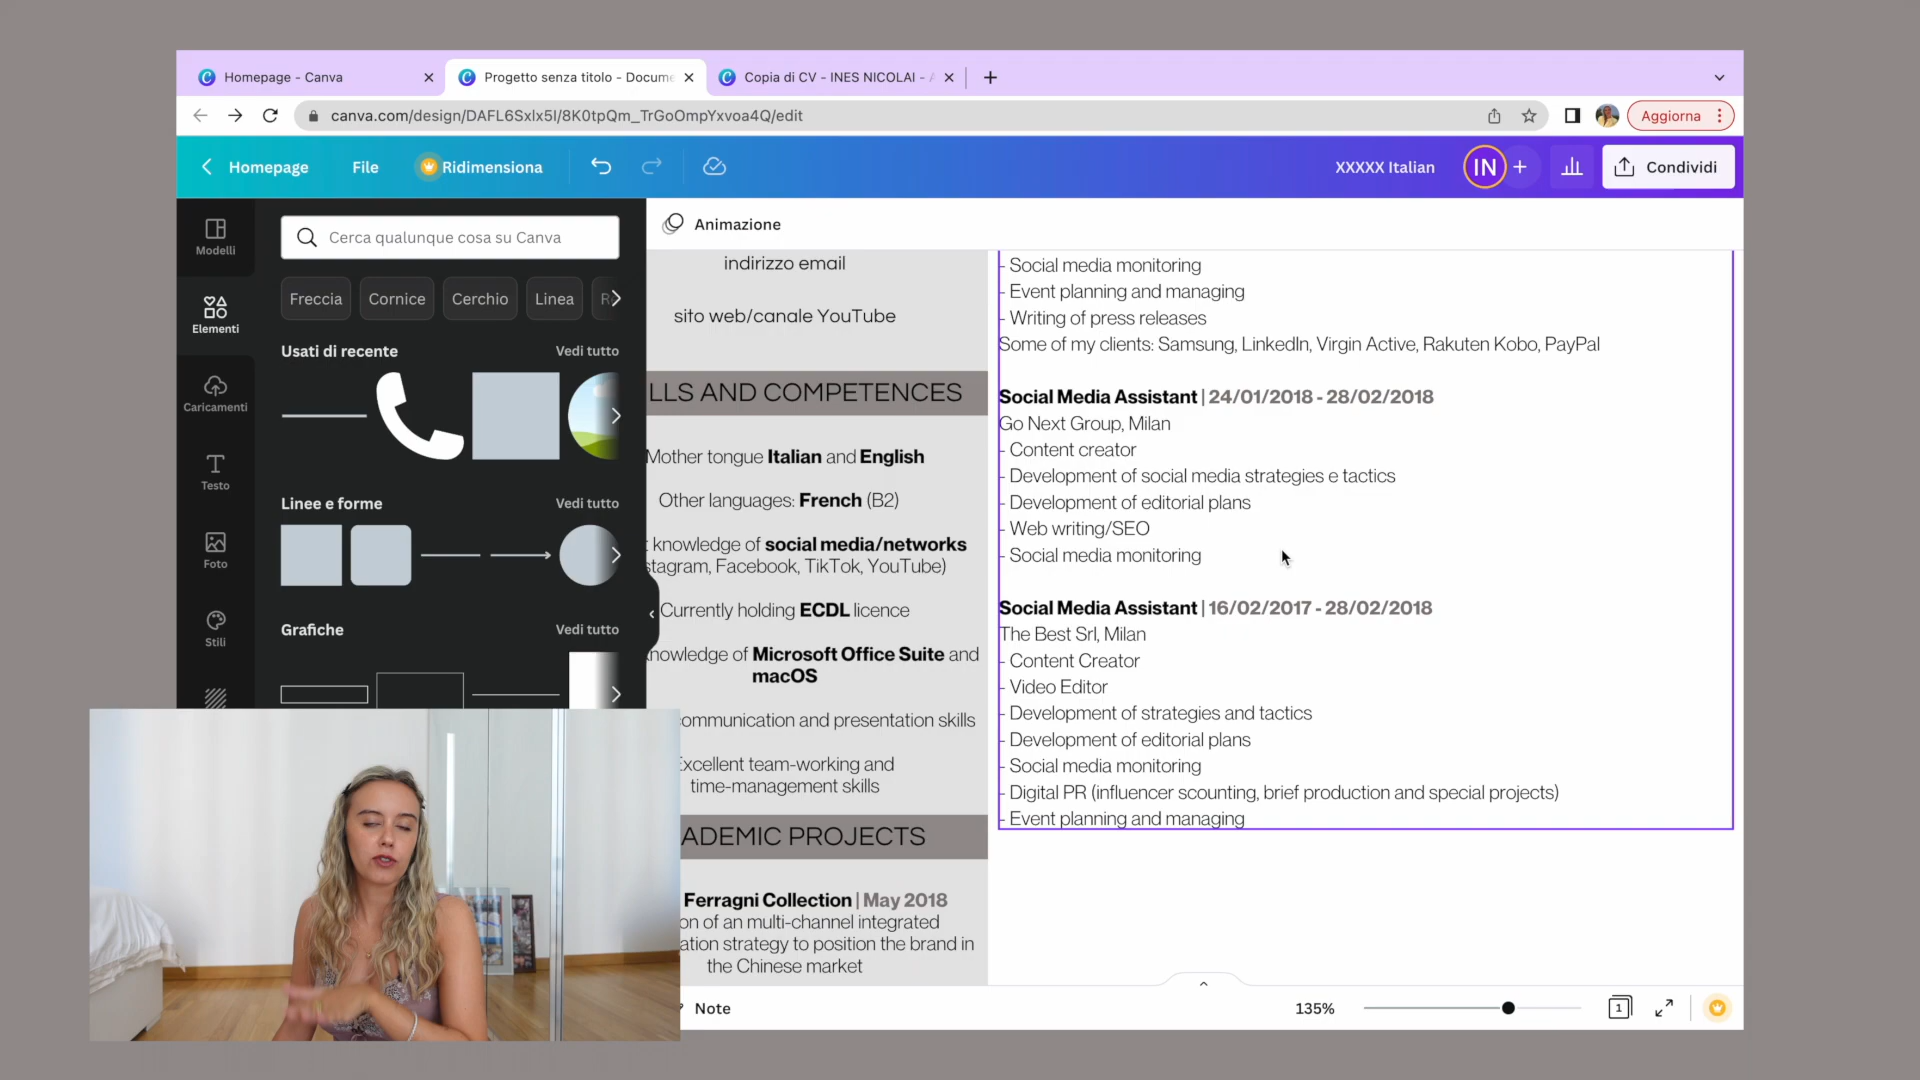 Homepage - Canva
Progetto senza titolo - Docume
Copia di CV - INES NICOLAI - A
canva.com/design/DAFL6Sxlx5I/8K0tpQm_TrGoOmpYxvoa4Q/edit
Aggiorna
Homepage
File
Ridimensiona
XXXXX Italian
IN
Condividi
Modelli
Elementi
Caricamenti
Testo
Foto
Stili
Cerca qualunque cosa su Canva
Freccia
Cornice
Cerchio
Linea
Usati di recente
Vedi tutto
Linee e forme
Vedi tutto
Grafiche
Vedi tutto
Animazione
indirizzo email
sito web/canale YouTube
LLS AND COMPETENCES
Mother tongue Italian and English
Other languages: French (B2)
knowledge of social media/networks
stagram, Facebook, TikTok, YouTube)
Currently holding ECDL licence
nowledge of Microsoft Office Suite and
macOS
communication and presentation skills
Excellent team-working and
time-management skills
ADEMIC PROJECTS
Ferragni Collection | May 2018
on of an multi-channel integrated
ation strategy to position the brand in
the Chinese market
- Social media monitoring
- Event planning and managing
- Writing of press releases
Some of my clients: Samsung, LinkedIn, Virgin Active, Rakuten Kobo, PayPal
Social Media Assistant | 24/01/2018 - 28/02/2018
Go Next Group, Milan
- Content creator
- Development of social media strategies e tactics
- Development of editorial plans
- Web writing/SEO
- Social media monitoring
Social Media Assistant | 16/02/2017 - 28/02/2018
The Best Srl, Milan
- Content Creator
- Video Editor
- Development of strategies and tactics
- Development of editorial plans
- Social media monitoring
- Digital PR (influencer scounting, brief production and special projects)
- Event planning and managing
Note
135%
1